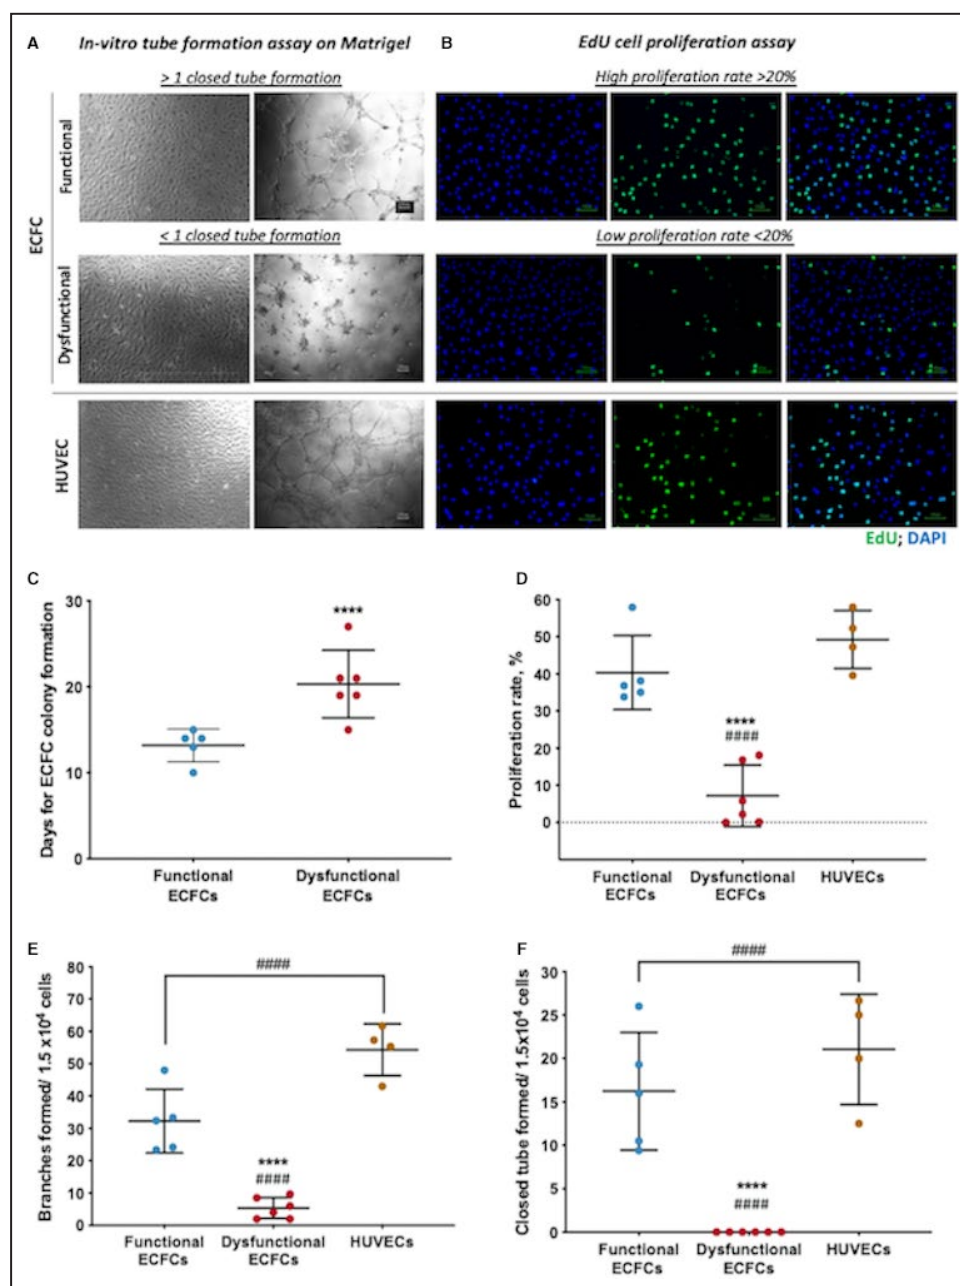 A In-vitro tube formation assay on Matrigel
B EdU cell proliferation assay
> 1 closed tube formation
High proliferation rate >20%
ECFC
Functional
< 1 closed tube formation
Low proliferation rate <20%
Dysfunctional
HUVEC
EdU; DAPI
C
Days for ECFC colony formation
30
20
10
0
****
Functional
ECFCs
Dysfunctional
ECFCs
D
Proliferation rate, %
60
50
40
30
20
10
0
****
####
Functional
ECFCs
Dysfunctional
ECFCs
HUVECs
E
Branches formed/ 1.5 x10⁴ cells
80
70
60
50
40
30
20
10
0
####
****
####
Functional
ECFCs
Dysfunctional
ECFCs
HUVECs
F
Closed tube formed/ 1.5x10⁴ cells
30
25
20
15
10
5
0
####
****
####
Functional
ECFCs
Dysfunctional
ECFCs
HUVECs